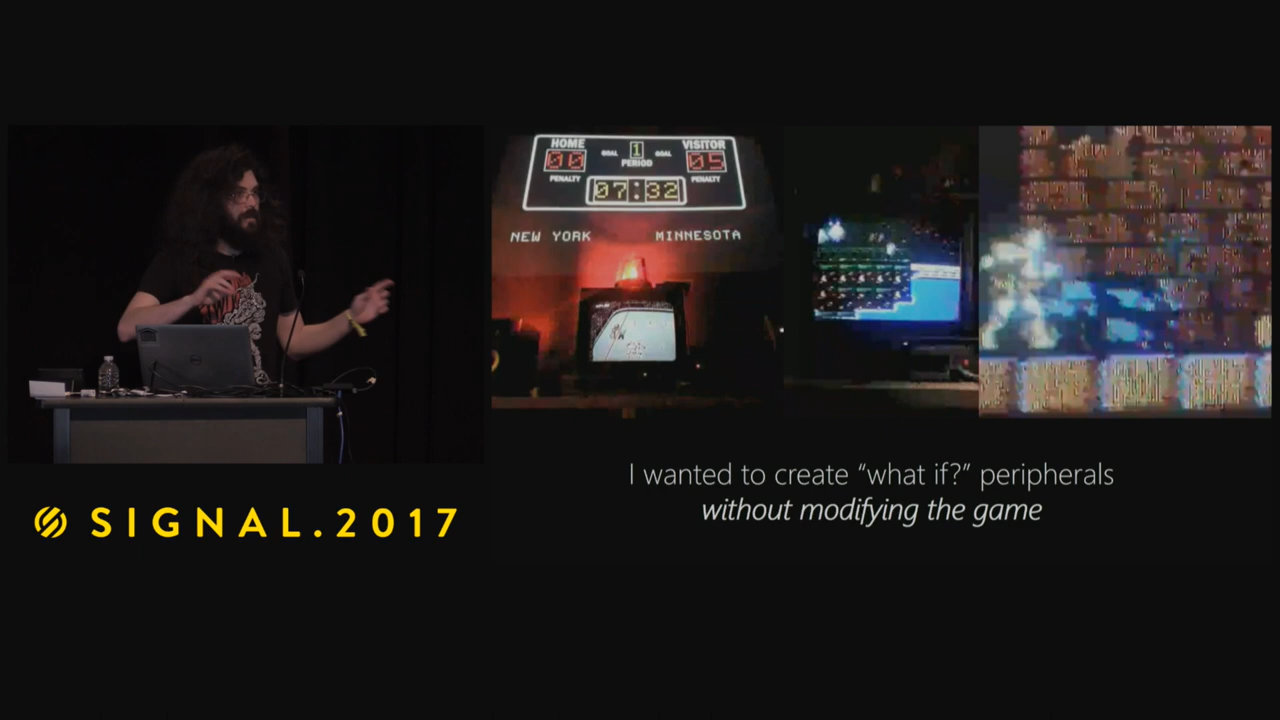 HOME
VISITOR
00
GOAL
1
GOAL
05
PERIOD
PENALTY
PENALTY
07:32
NEW YORK
MINNESOTA
I wanted to create “what if?” peripherals
without modifying the game
SIGNAL.2017